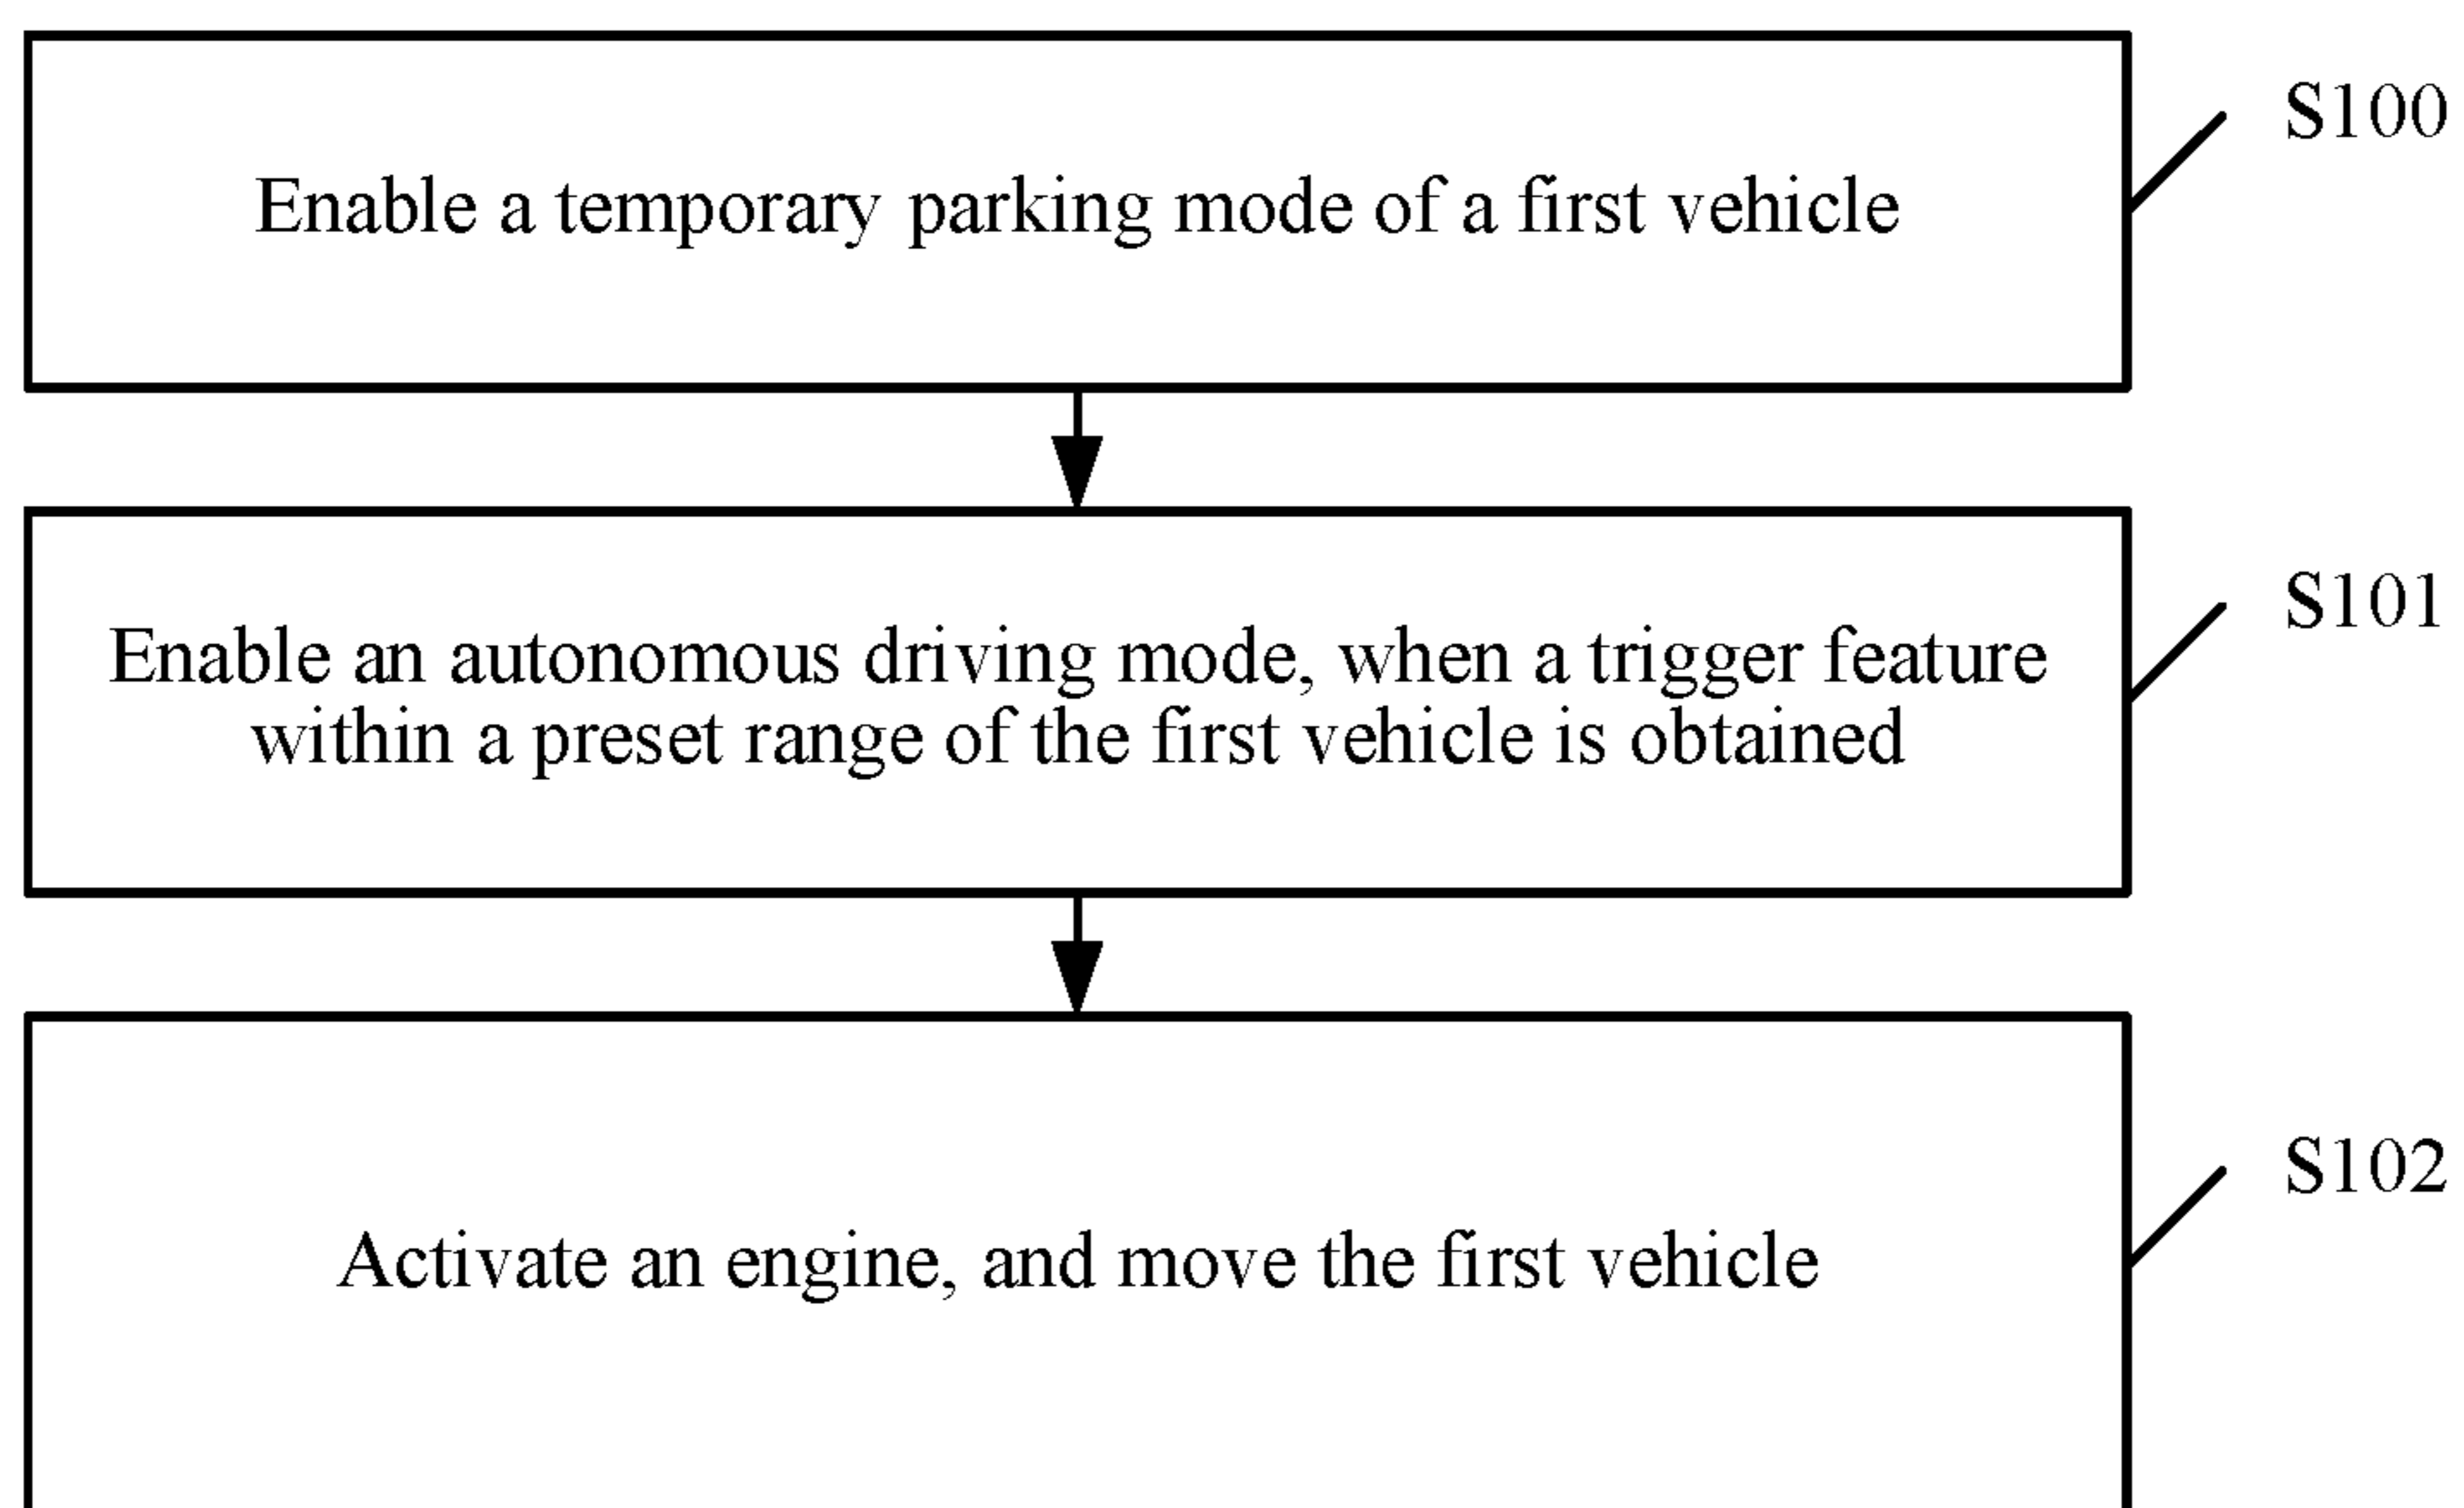 S100
Enable a temporary parking mode of a first vehicle
S101
Enable an autonomous driving mode, when a trigger feature
within a preset range of the first vehicle is obtained
S102
Activate an engine, and move the first vehicle